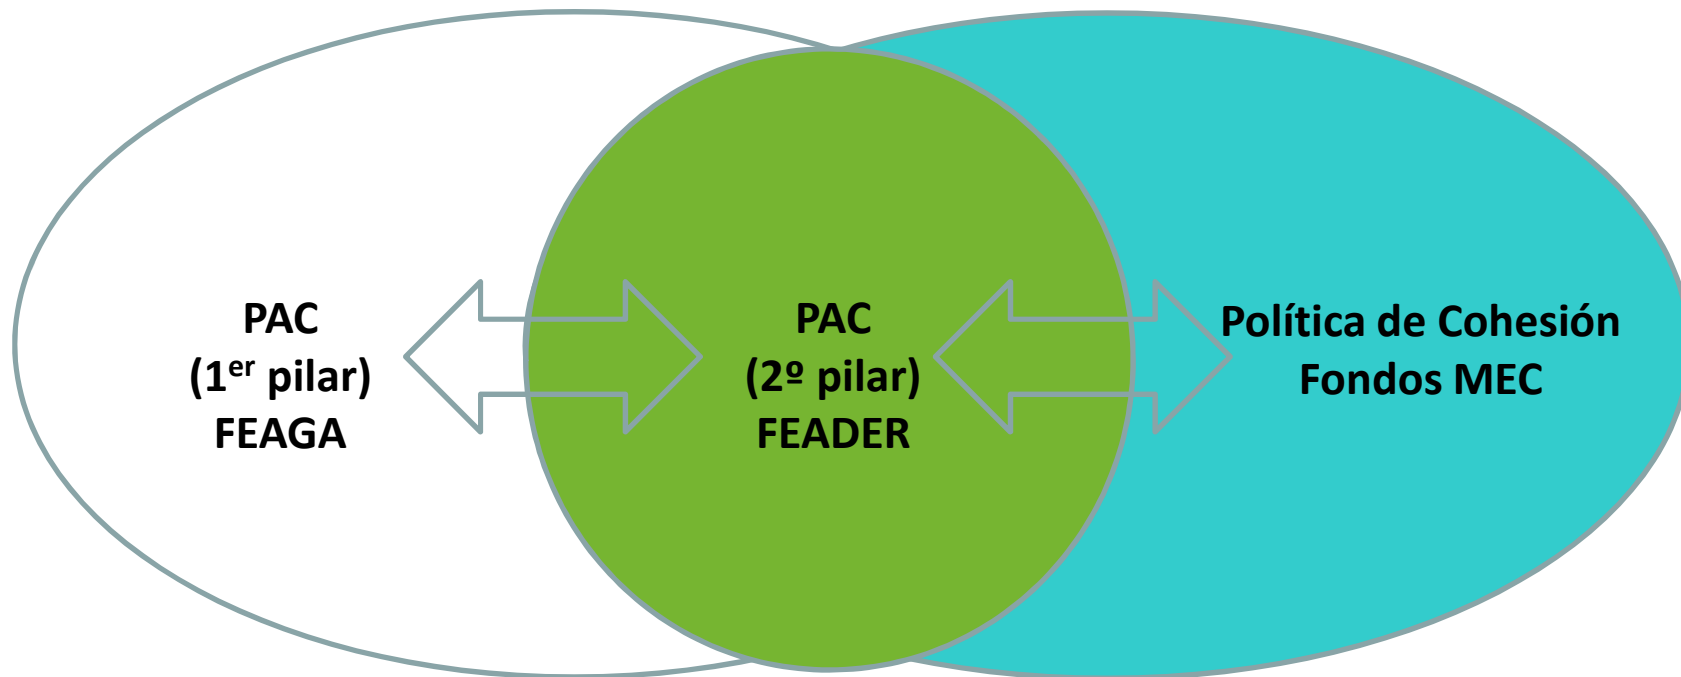 PAC
(1er pilar)
FEAGA
PAC
(2º pilar)
FEADER
Política de Cohesión
Fondos MEC